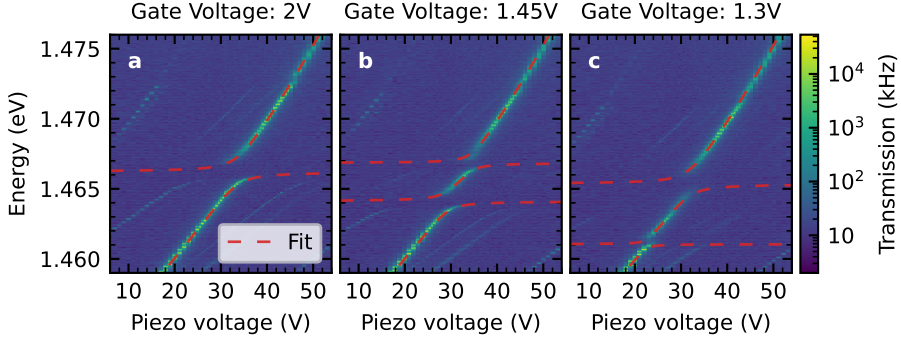 Gate Voltage: 2V Gate Voltage: 1.45V Gate Voltage: 1.3V
a b c
1.475
1.470
1.465
1.460
Energy (eV)
Fit
10 20 30 40 50 10 20 30 40 50 10 20 30 40 50
Piezo voltage (V) Piezo voltage (V) Piezo voltage (V)
10⁴
10³
10²
10
Transmission (kHz)